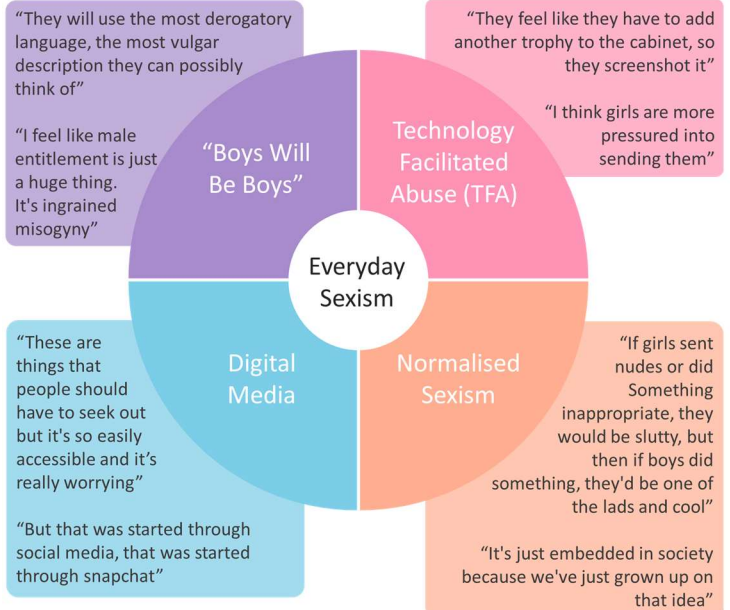 “They will use the most derogatory
language, the most vulgar
description they can possibly
think of”
“I feel like male
entitlement is just
a huge thing.
It's ingrained
misogyny”
“Boys Will
Be Boys”
Technology
Facilitated
Abuse (TFA)
“They feel like they have to add
another trophy to the cabinet, so
they screenshot it”
“I think girls are more
pressured into
sending them”
Everyday
Sexism
“These are
things that
people should
have to seek out
but it's so easily
accessible and it’s
really worrying”
“But that was started through
social media, that was started
through snapchat”
Digital
Media
Normalised
Sexism
“If girls sent
nudes or did
Something
inappropriate, they
would be slutty, but
then if boys did
something, they'd be one of
the lads and cool”
“It's just embedded in society
because we've just grown up on
that idea”